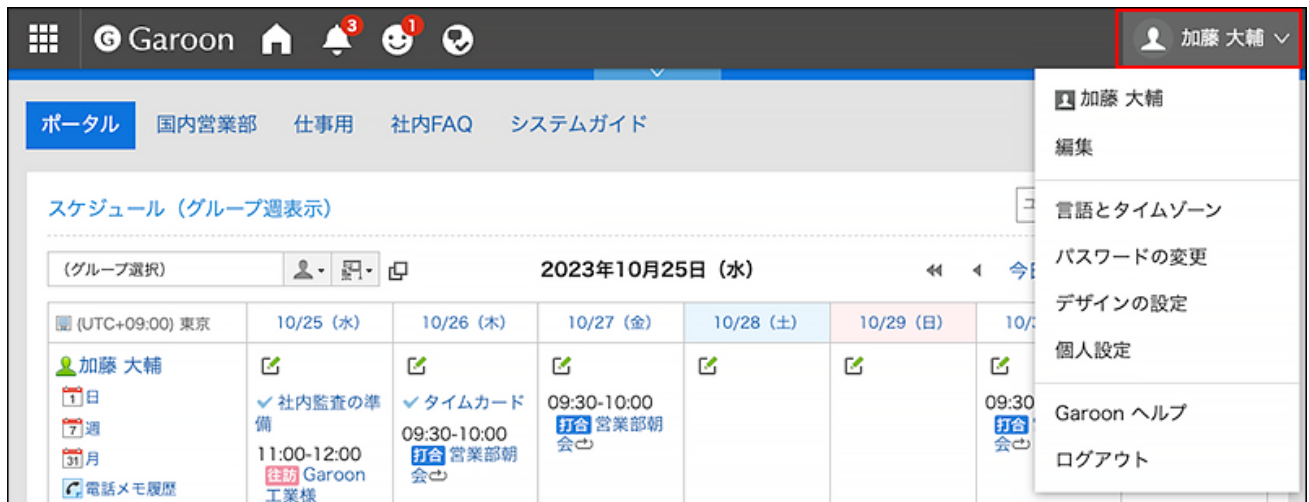 Garoon
3
1
加藤 大輔
加藤 大輔
編集
言語とタイムゾーン
パスワードの変更
デザインの設定
個人設定
Garoon ヘルプ
ログアウト
ポータル 国内営業部 仕事用 社内FAQ システムガイド
スケジュール（グループ週表示）
（グループ選択）
2023年10月25日（水）
(UTC+09:00) 東京 10/25（水） 10/26（木） 10/27（金） 10/28（土） 10/29（日）
加藤 大輔
1 日
7 週
31 月
電話メモ履歴
社内監査の準
備
11:00-12:00
往訪 Garoon
工業様
タイムカード
09:30-10:00
打合 営業部朝
会
09:30-10:00
打合 営業部朝
会
09:30
打合
会